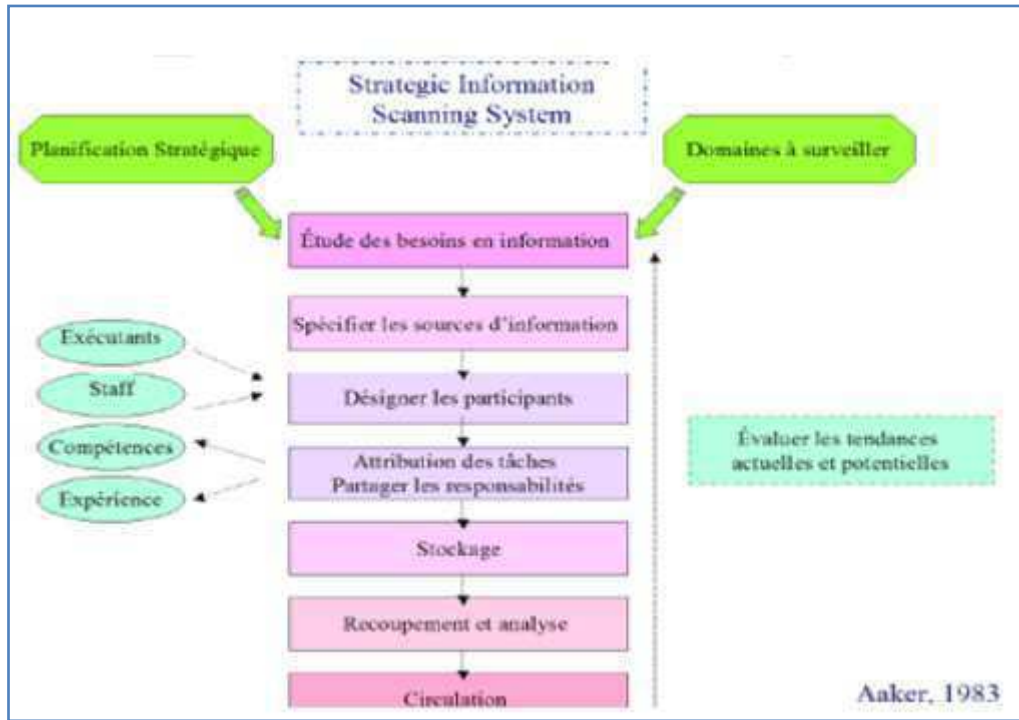 Strategic Information
Scanning System
Planification Stratégique
Domaines à surveiller
Étude des besoins en information
Spécifier les sources d'information
Exécutants
Staff
Compétences
Expérience
Désigner les participants
Attribution des tâches
Partager les responsabilités
Évaluer les tendances
actuelles et potentielles
Stockage
Recoupement et analyse
Circulation
Aaker, 1983